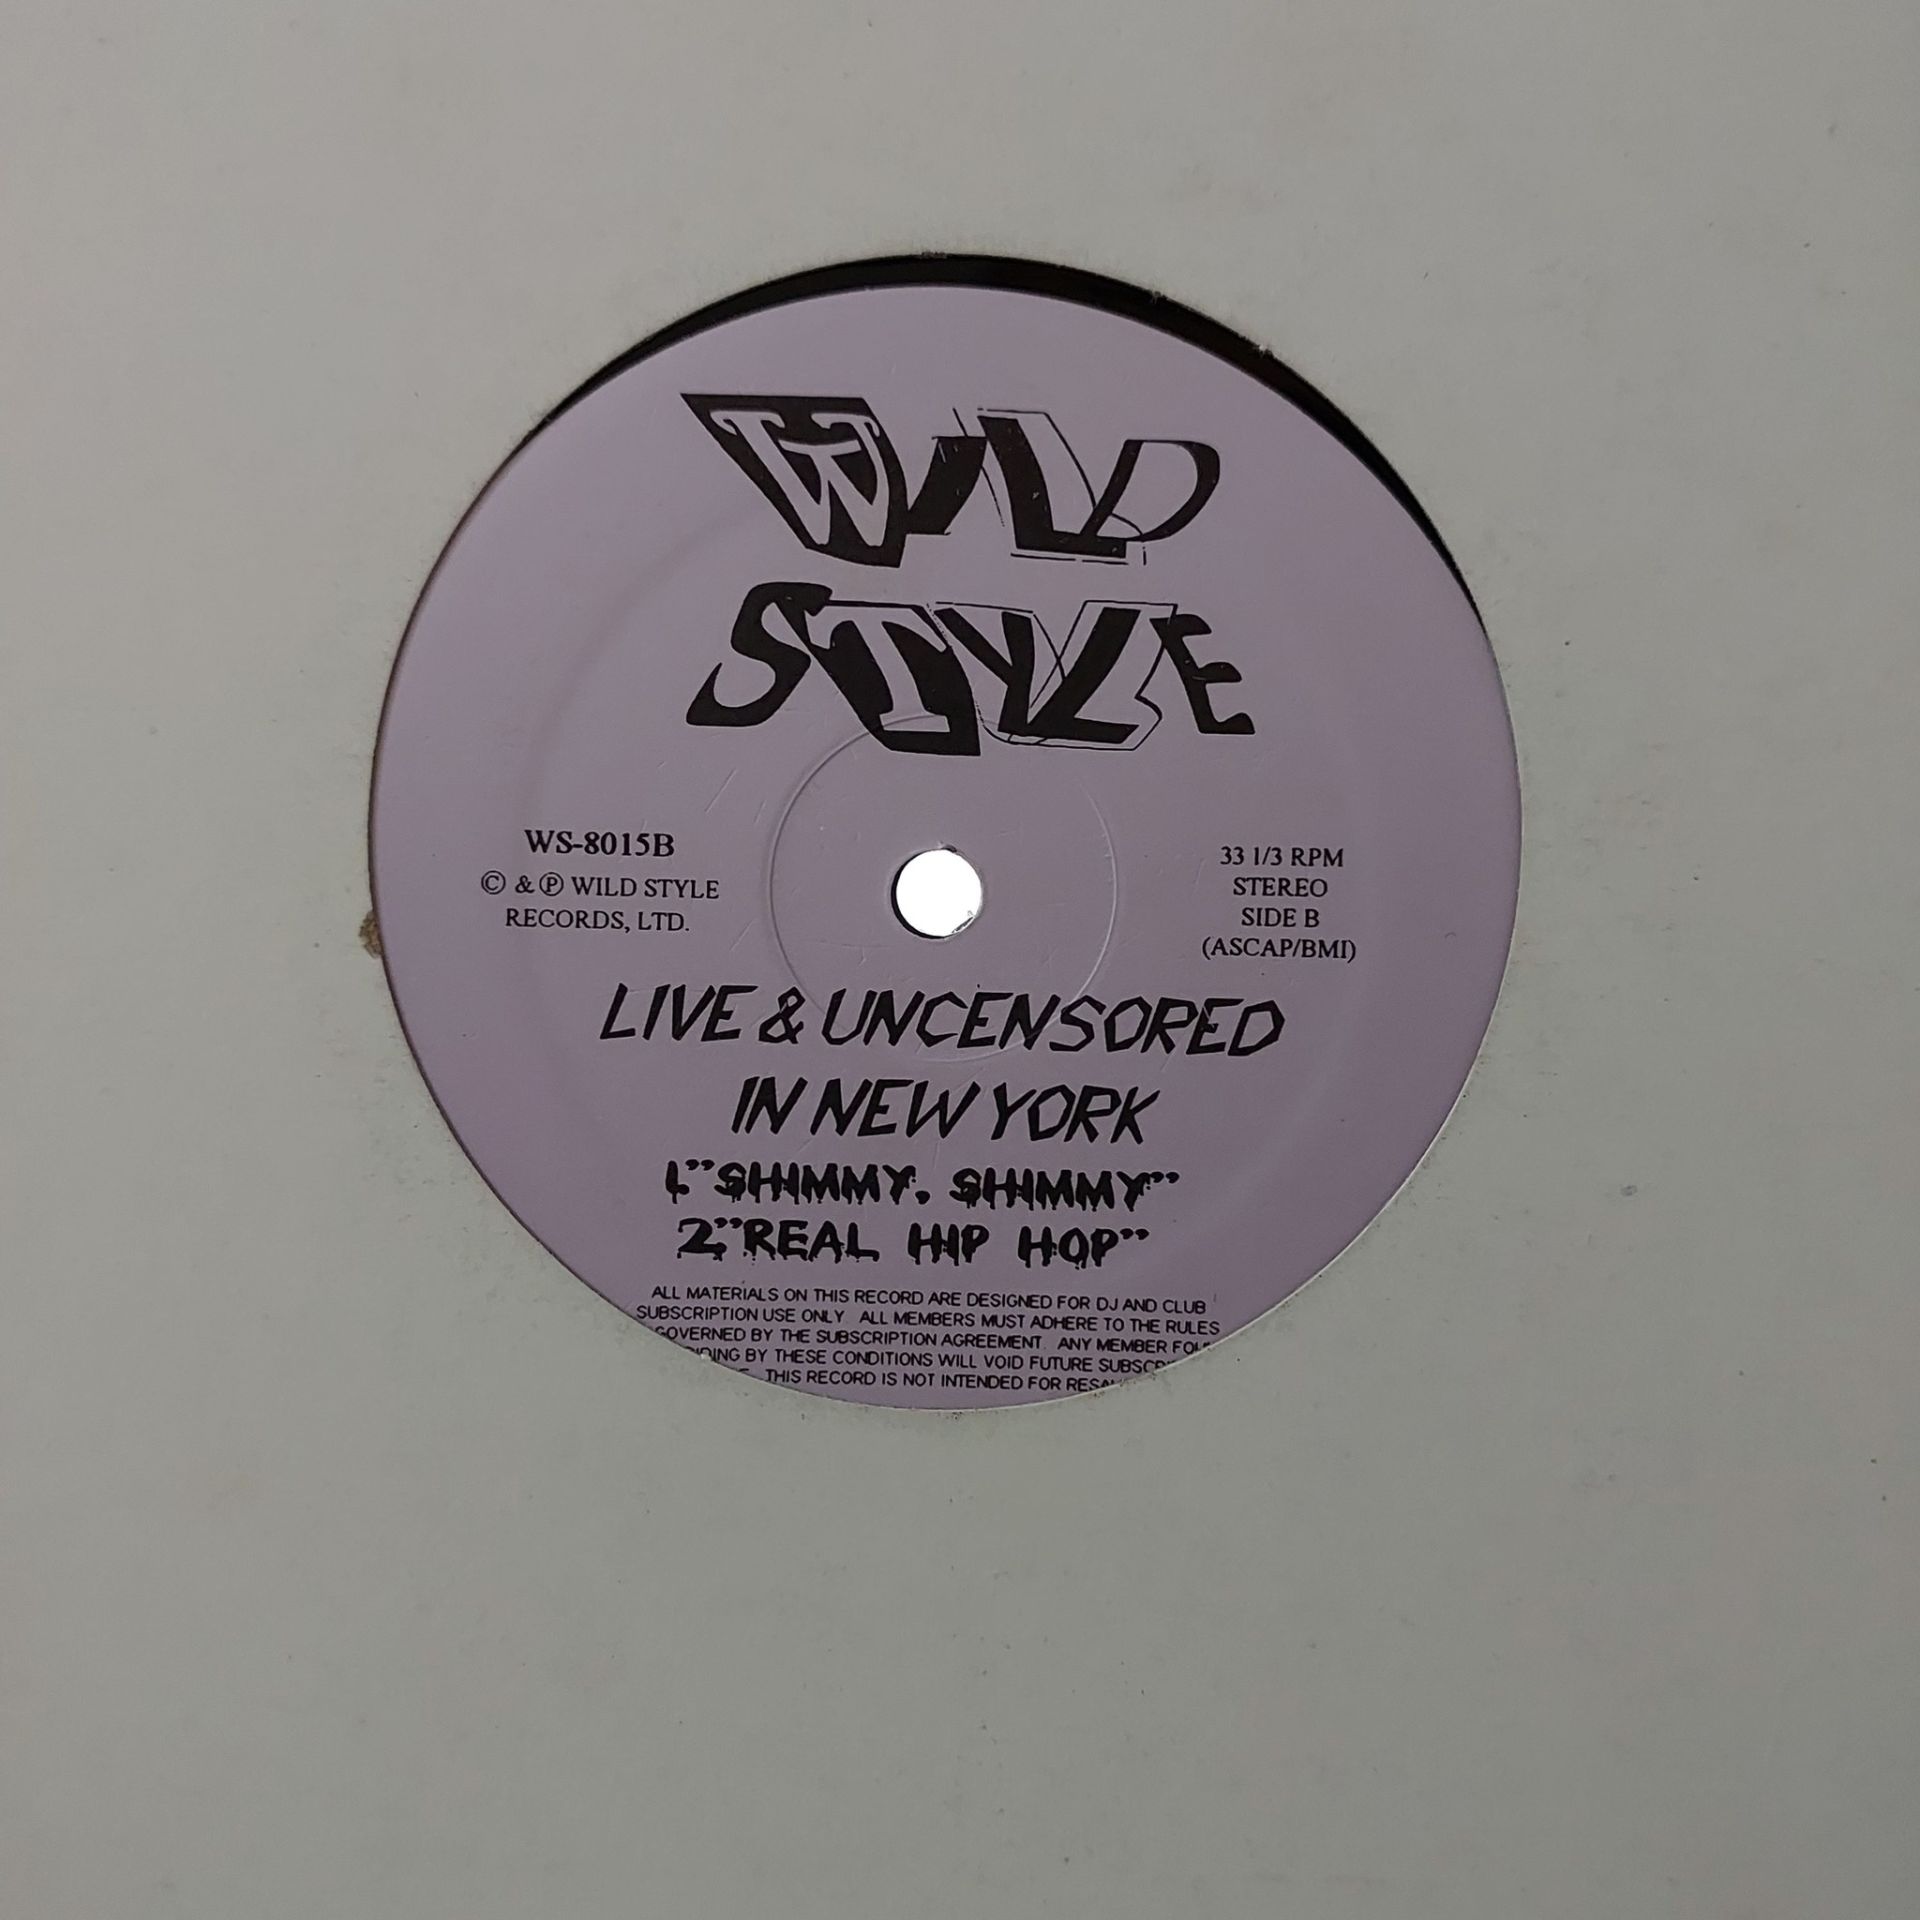 WILD
STYLE
WS-8015B
© & ℗ WILD STYLE
RECORDS, LTD.
33 1/3 RPM
STEREO
SIDE B
(ASCAP/BMI)
LIVE & UNCENSORED
IN NEW YORK
1."SHIMMY, SHIMMY"
2."REAL HIP HOP"
ALL MATERIALS ON THIS RECORD ARE DESIGNED FOR DJ AND CLUB
SUBSCRIPTION USE ONLY. ALL MEMBERS MUST ADHERE TO THE RULES
GOVERNED BY THE SUBSCRIPTION AGREEMENT. ANY MEMBER
BY THESE CONDITIONS WILL VOID FUTURE
THIS RECORD IS NOT INTENDED FOR